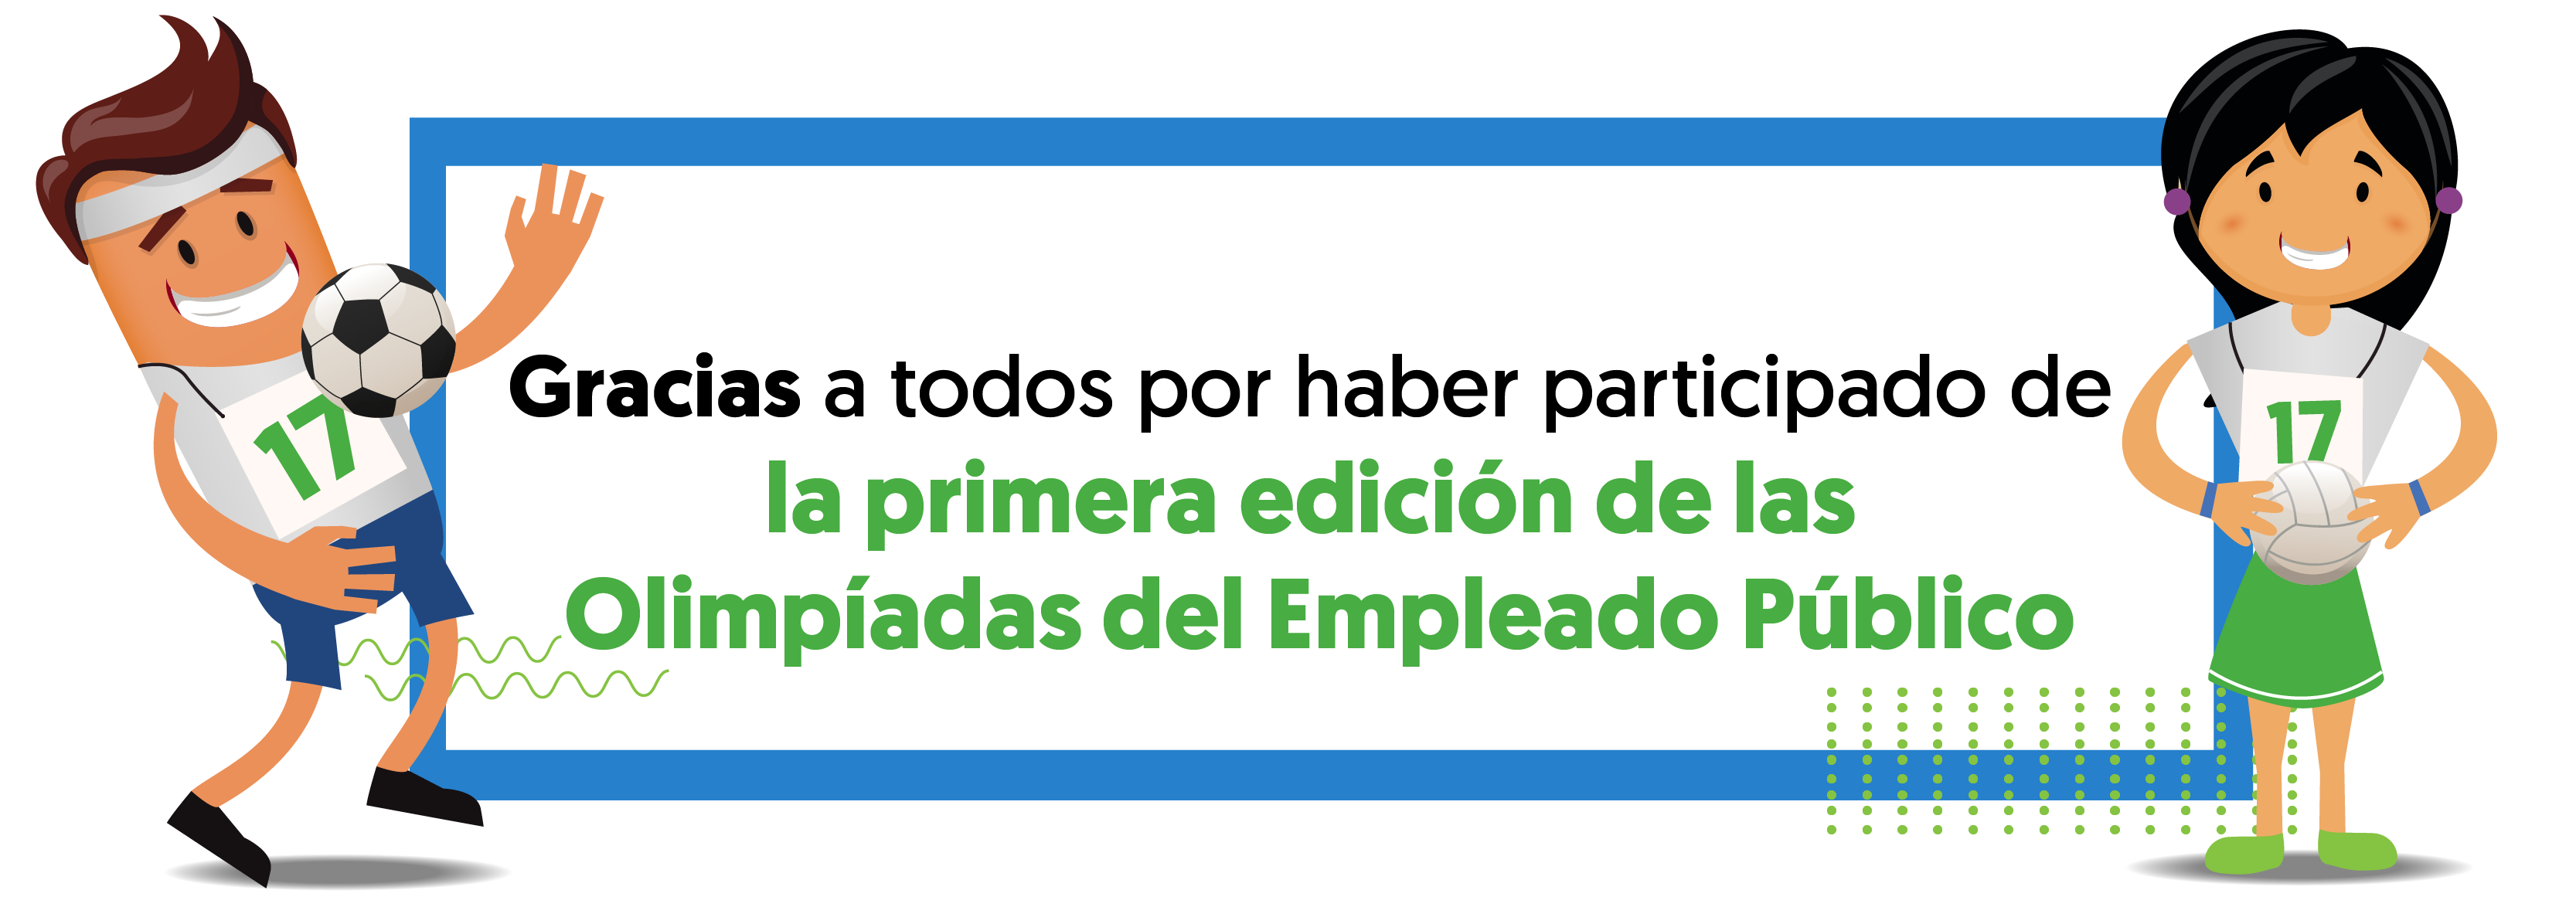 Gracias a todos por haber participado de
la primera edición de las
Olimpíadas del Empleado Público
17
17